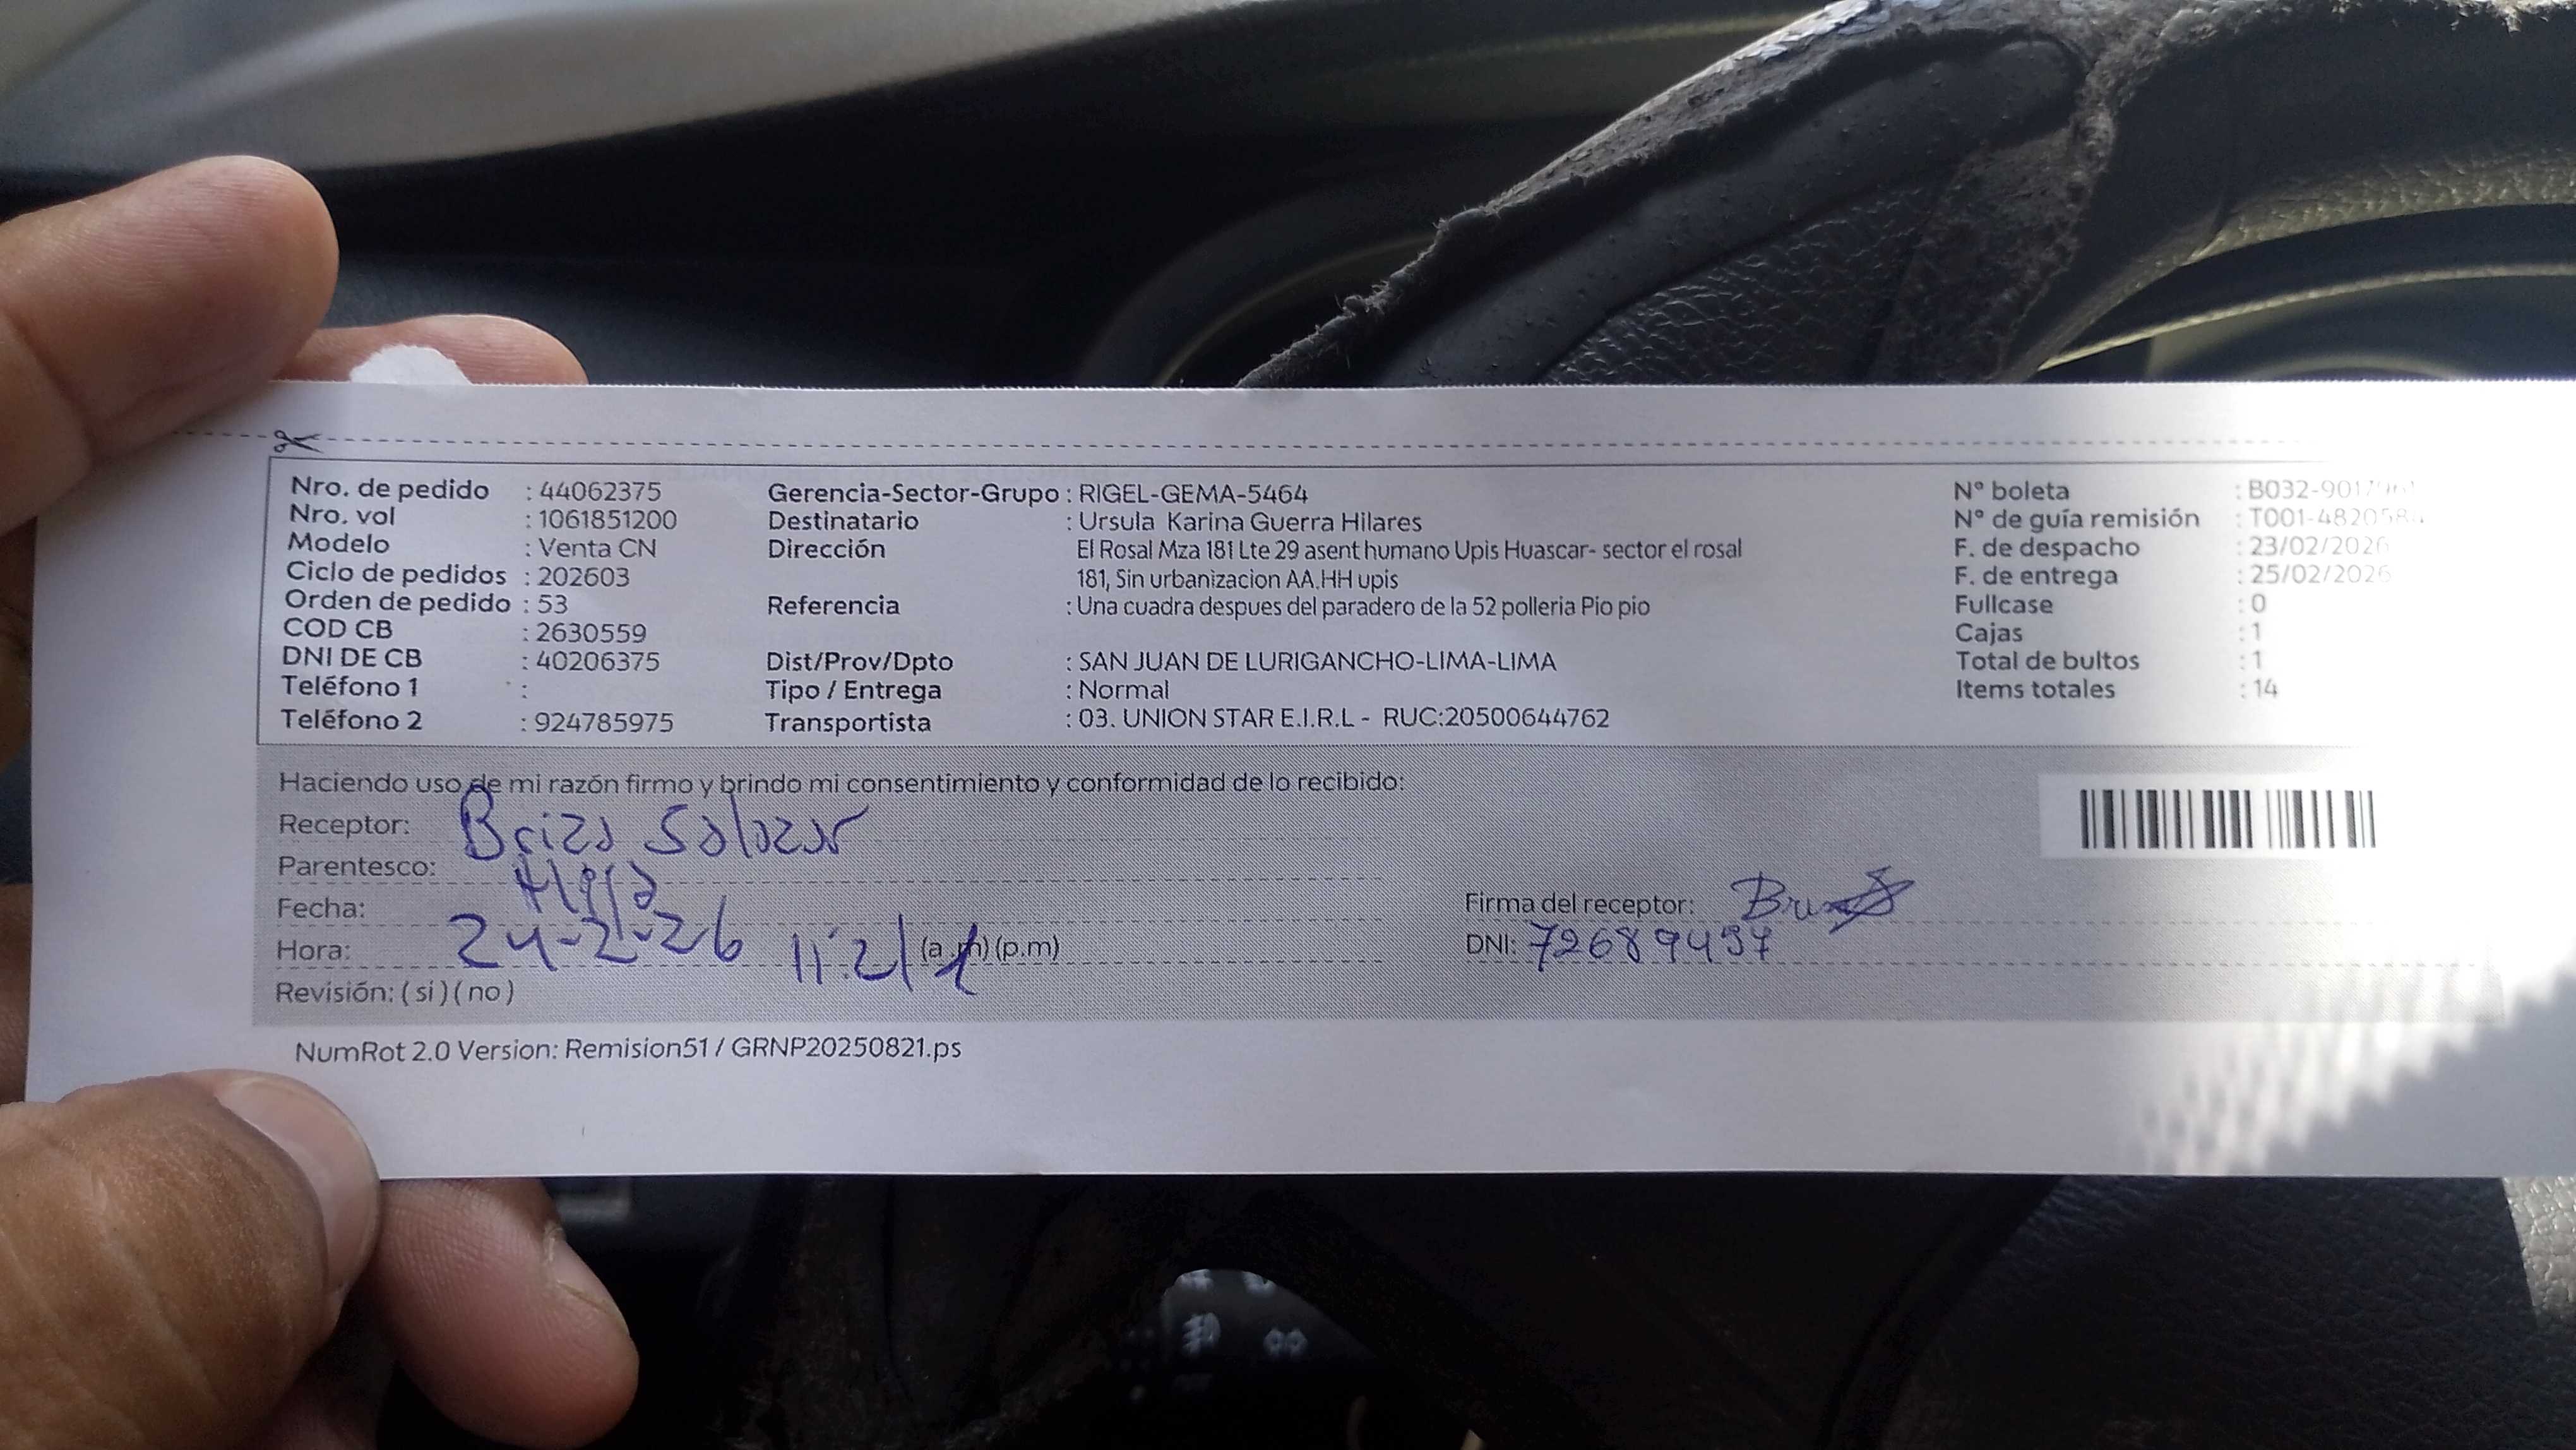 Nro. de pedido : 44062375 Gerencia-Sector-Grupo : RIGEL-GEMA-5464 N° boleta : B032-
Nro. vol : 1061851200 Destinatario : Ursula Karina Guerra Hilares N° de guía remisión : T001-
Modelo : Venta CN Dirección El Rosal Mza 181 Lte 29 asent humano Upis Huascar- sector el rosal F. de despacho : 23/02/2026
Ciclo de pedidos : 202603 181, Sin urbanizacion AA.HH upis F. de entrega : 25/02/2026
Orden de pedido : 53 Referencia : Una cuadra despues del paradero de la 52 polleria Pio pio Fullcase : 0
COD CB : 2630559 Cajas : 1
DNI DE CB : 40206375 Dist/Prov/Dpto : SAN JUAN DE LURIGANCHO-LIMA-LIMA Total de bultos : 1
Teléfono 1 : Tipo / Entrega : Normal Items totales : 14
Teléfono 2 : 924785975 Transportista : 03. UNION STAR E.I.R.L - RUC:20500644762
Haciendo uso de mi razón firmo y brindo mi consentimiento y conformidad de lo recibido:
Receptor: Briza Salazar
Parentesco: Hija
Fecha: 24-2-26 Firma del receptor:
Hora: 11:21 (a.m) (p.m) DNI: 72689497
Revisión: ( si ) ( no )
NumRot 2.0 Version: Remision51 / GRNP20250821.ps